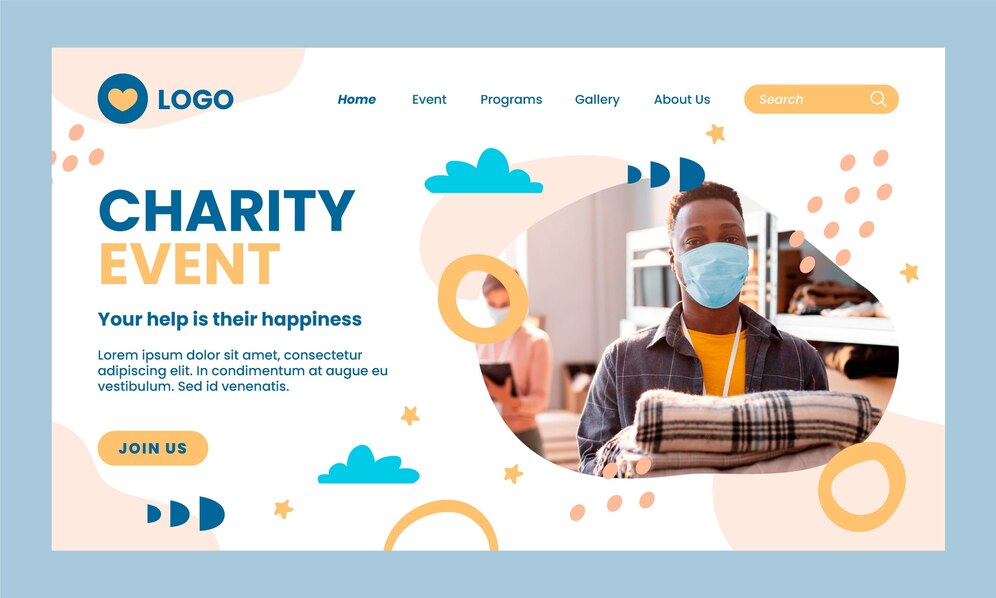 LOGO
Home Event Programs Gallery About Us Search
CHARITY
EVENT
Your help is their happiness
Lorem ipsum dolor sit amet, consectetur
adipiscing elit. In condimentum at augue eu
vestibulum. Sed id venenatis.
JOIN US